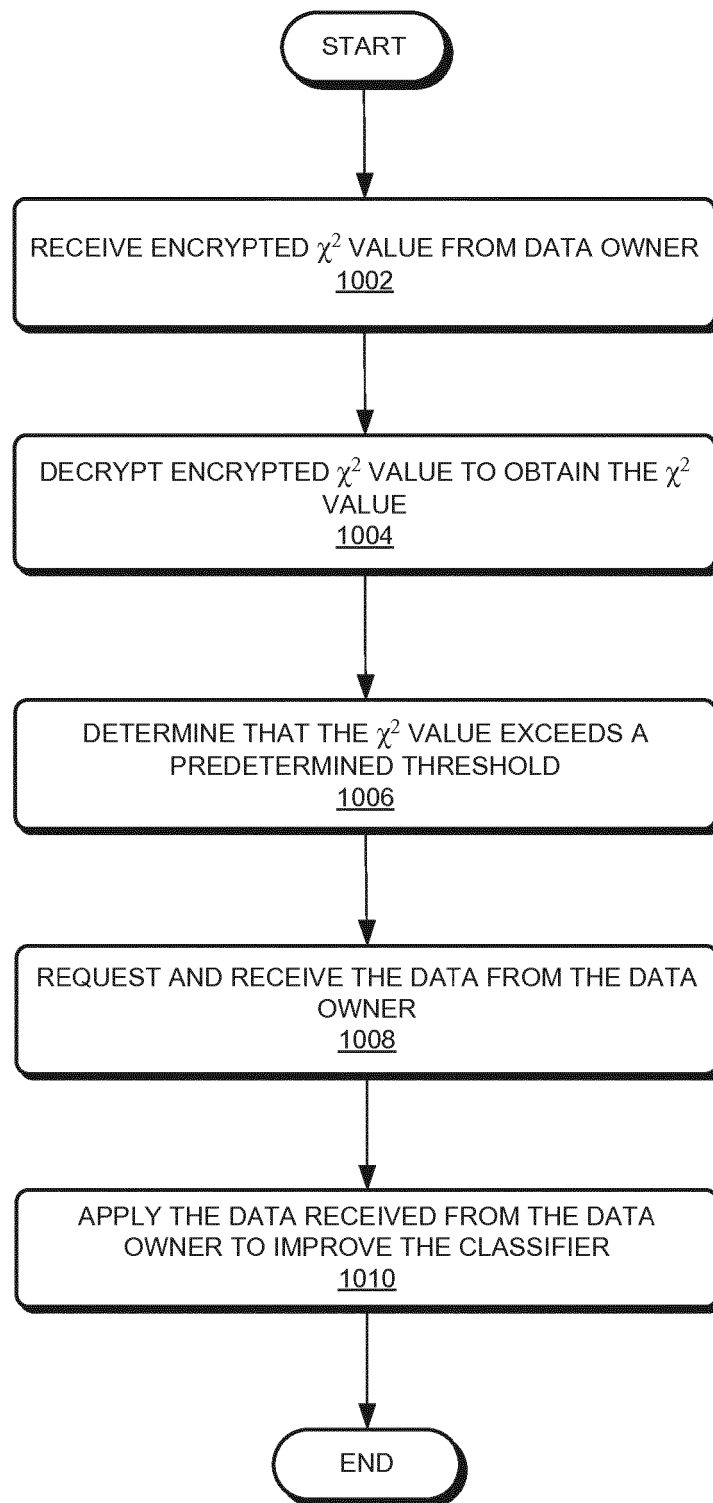 START
RECEIVE ENCRYPTED χ² VALUE FROM DATA OWNER
1002
DECRYPT ENCRYPTED χ² VALUE TO OBTAIN THE χ²
VALUE
1004
DETERMINE THAT THE χ² VALUE EXCEEDS A
PREDETERMINED THRESHOLD
1006
REQUEST AND RECEIVE THE DATA FROM THE DATA
OWNER
1008
APPLY THE DATA RECEIVED FROM THE DATA
OWNER TO IMPROVE THE CLASSIFIER
1010
END